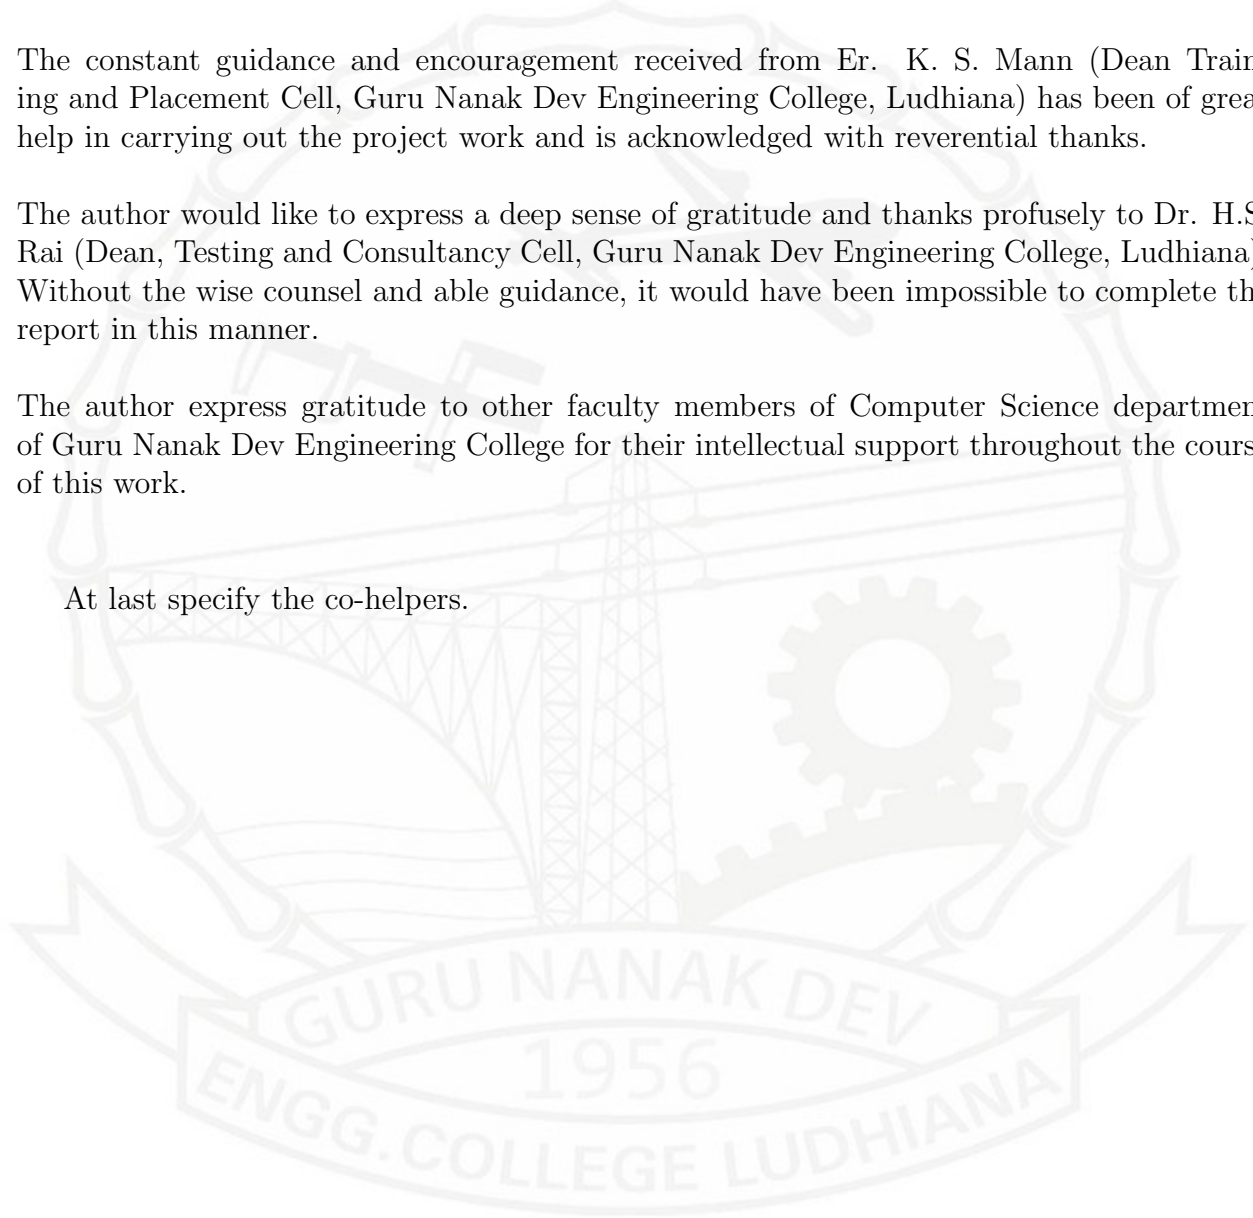 The constant guidance and encouragement received from Er. K. S. Mann (Dean Train
ing and Placement Cell, Guru Nanak Dev Engineering College, Ludhiana) has been of grea
help in carrying out the project work and is acknowledged with reverential thanks.
The author would like to express a deep sense of gratitude and thanks profusely to Dr. H.S
Rai (Dean, Testing and Consultancy Cell, Guru Nanak Dev Engineering College, Ludhiana)
Without the wise counsel and able guidance, it would have been impossible to complete th
report in this manner.
The author express gratitude to other faculty members of Computer Science departmen
of Guru Nanak Dev Engineering College for their intellectual support throughout the cours
of this work.
At last specify the co-helpers.
GURU NANAK DEV
1956
ENGG.COLLEGE LUDHIANA